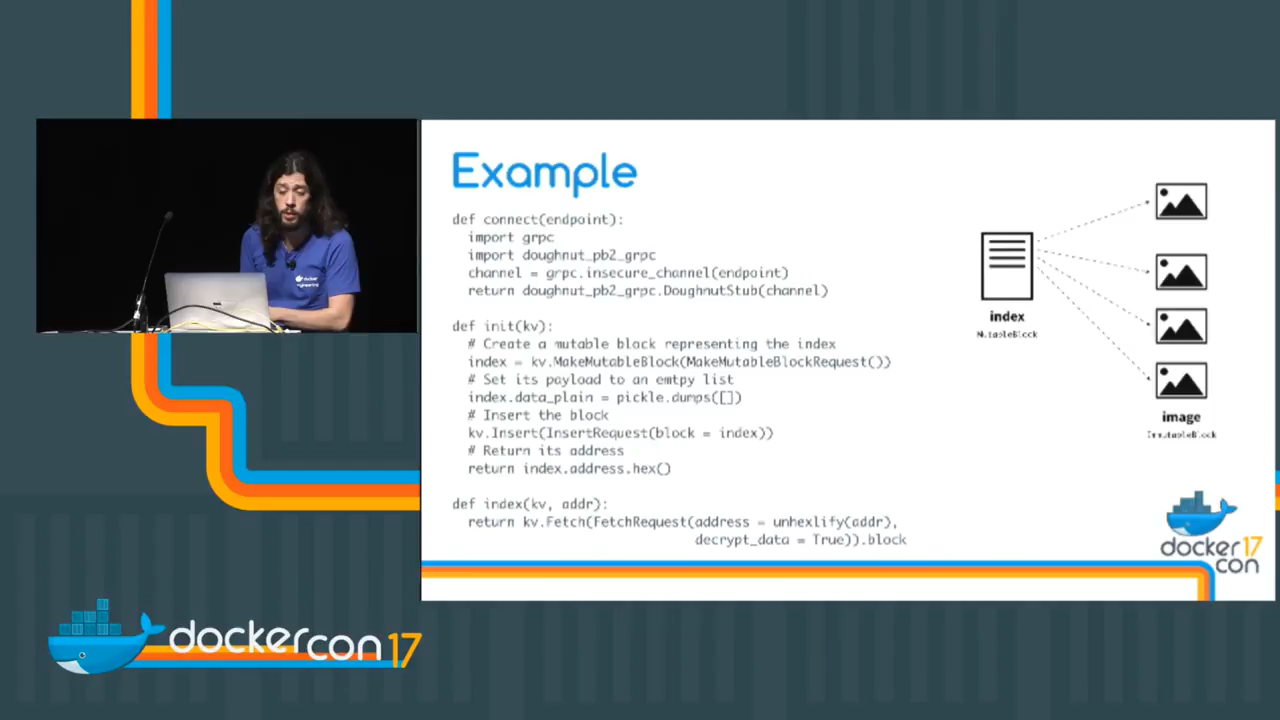 Example
def connect(endpoint):
import grpc
import doughnut_pb2_grpc
channel = grpc.insecure_channel(endpoint)
return doughnut_pb2_grpc.DoughnutStub(channel)
def init(kv):
# Create a mutable block representing the index
index = kv.MakeMutableBlock(MakeMutableBlockRequest())
# Set its payload to an emtpy list
index.data_plain = pickle.dumps([])
# Insert the block
kv.Insert(InsertRequest(block = index))
# Return its address
return index.address.hex()
def index(kv, addr):
return kv.Fetch(FetchRequest(address = unhexlify(addr),
decrypt_data = True)).block
index
MutableBlock
image
ImmutableBlock
docker 17
con
docker
engineering
dockercon 17